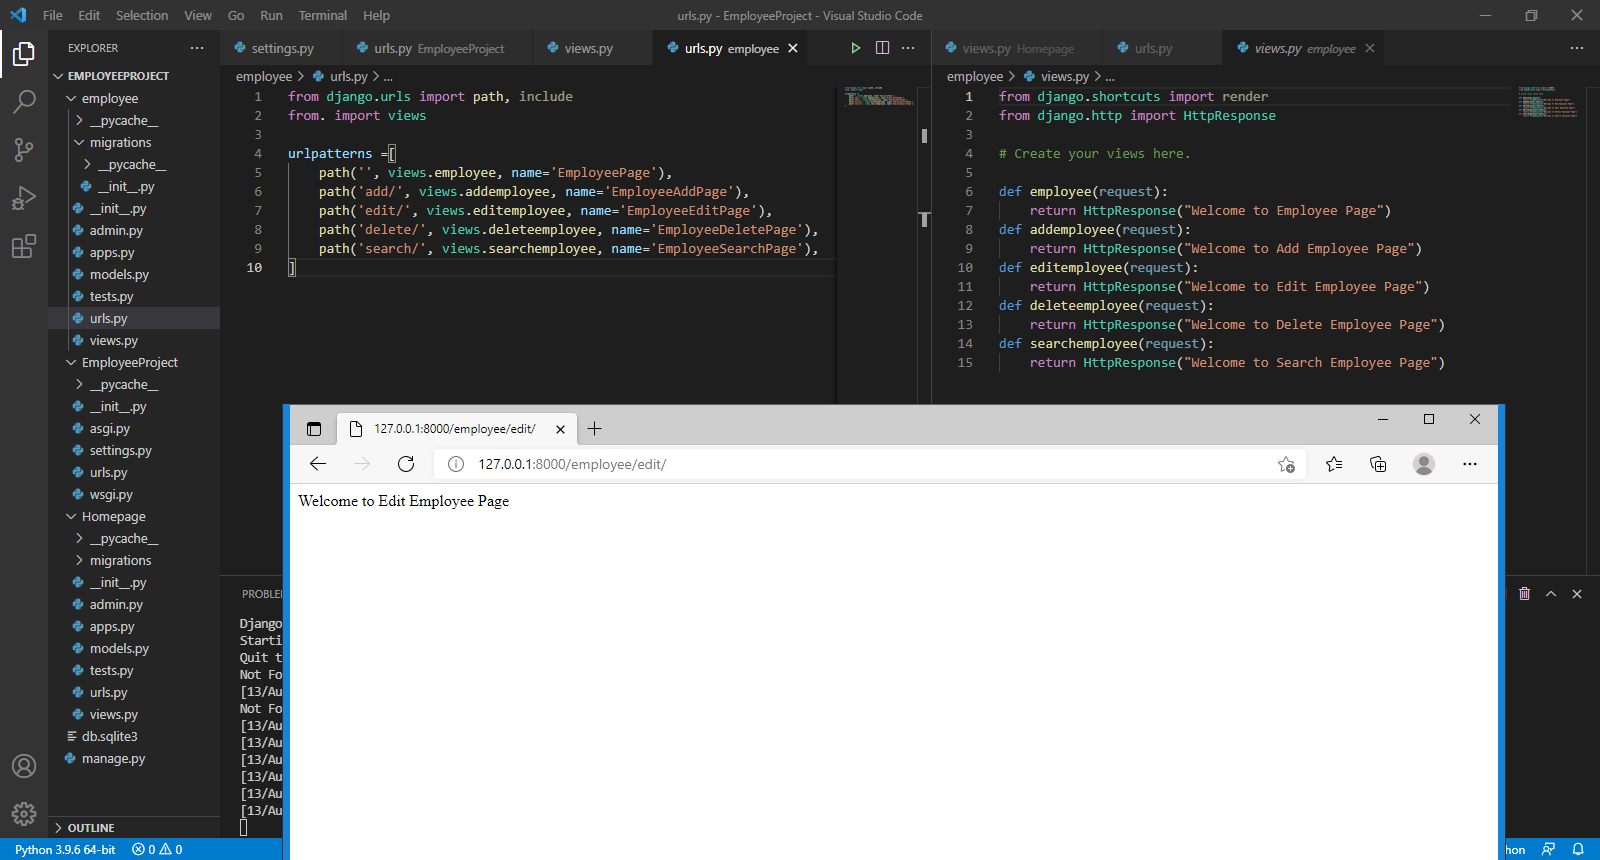 File Edit Selection View Go Run Terminal Help
urls.py - EmployeeProject - Visual Studio Code
EXPLORER
EMPLOYEEPROJECT
employee
__pycache__
migrations
__pycache__
__init__.py
__init__.py
admin.py
apps.py
models.py
tests.py
urls.py
views.py
EmployeeProject
__pycache__
__init__.py
asgi.py
settings.py
urls.py
wsgi.py
Homepage
__pycache__
migrations
__init__.py
admin.py
apps.py
models.py
tests.py
urls.py
views.py
db.sqlite3
manage.py
OUTLINE
settings.py urls.py EmployeeProject views.py urls.py employee
employee > urls.py > ...
1 from django.urls import path, include
2 from. import views
3
4 urlpatterns =[
5 path('', views.employee, name='EmployeePage'),
6 path('add/', views.addemployee, name='EmployeeAddPage'),
7 path('edit/', views.editemployee, name='EmployeeEditPage'),
8 path('delete/', views.deleteemployee, name='EmployeeDeletePage'),
9 path('search/', views.searchemployee, name='EmployeeSearchPage'),
10 ]
views.py Homepage urls.py views.py employee
employee > views.py > ...
1 from django.shortcuts import render
2 from django.http import HttpResponse
3
4 # Create your views here.
5
6 def employee(request):
7 return HttpResponse("Welcome to Employee Page")
8 def addemployee(request):
9 return HttpResponse("Welcome to Add Employee Page")
10 def editemployee(request):
11 return HttpResponse("Welcome to Edit Employee Page")
12 def deleteemployee(request):
13 return HttpResponse("Welcome to Delete Employee Page")
14 def searchemployee(request):
15 return HttpResponse("Welcome to Search Employee Page")
127.0.0.1:8000/employee/edit/
127.0.0.1:8000/employee/edit/
Welcome to Edit Employee Page
PROBLE
Django
Starti
Quit t
Not Fo
[13/Au
Not Fo
[13/Au
[13/Au
[13/Au
[13/Au
[13/Au
[13/Au
Python 3.9.6 64-bit 0 0
hon